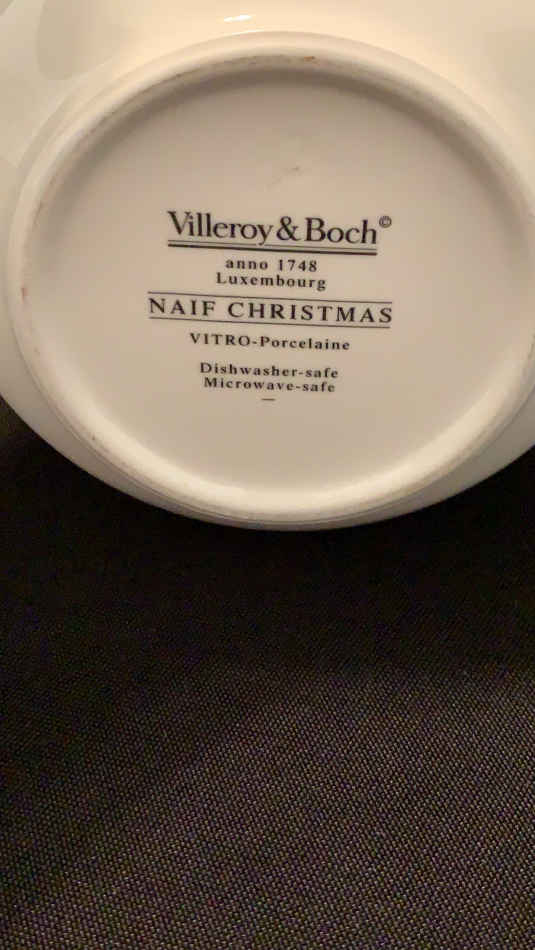 Villeroy & Boch©
anno 1748
Luxembourg
NAIF CHRISTMAS
VITRO-Porcelaine
Dishwasher-safe
Microwave-safe